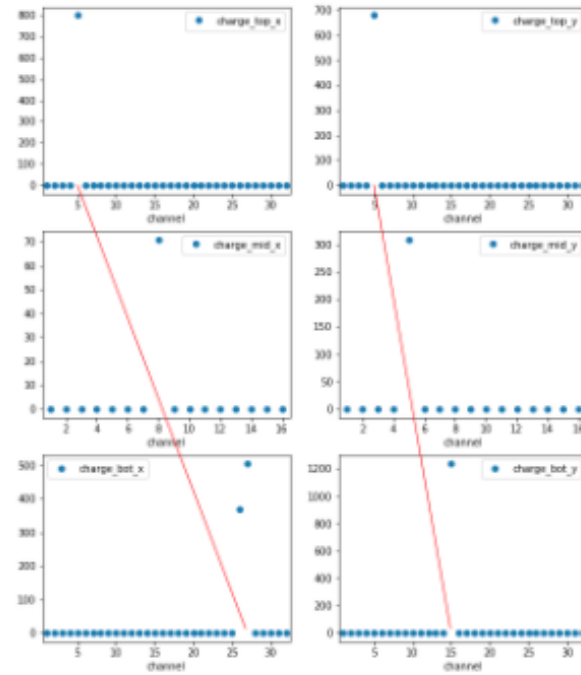 800 charge_top_x 700 charge_top_y
700 600
600 500
500 400
400 300
300 200
200 100
100 0
0
5 10 15 20 25 30 5 10 15 20 25 30
channel channel
70 charge_mid_x 300 charge_mid_y
60 250
50 200
40 150
30 100
20 50
10 0
0
2 4 6 8 10 12 14 16 2 4 6 8 10 12 14 16
channel channel
500 charge_bot_x 1200 charge_bot_y
400 1000
300 800
200 600
100 400
0 200
0
5 10 15 20 25 30 5 10 15 20 25 30
channel channel